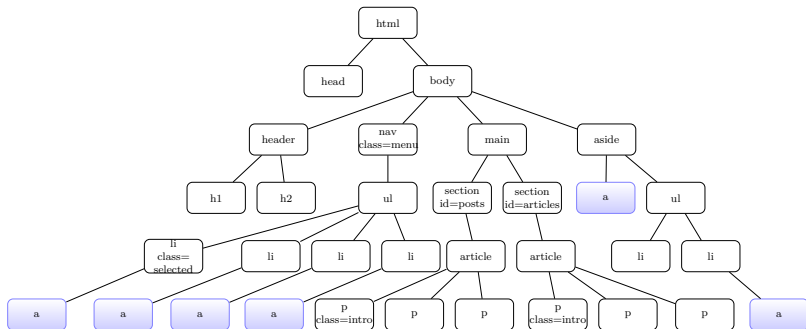 html
head
body
header
nav
class=menu
main
aside
h1
h2
ul
section
id=posts
section
id=articles
a
ul
li
class=
selected
li
li
li
article
article
li
li
a
a
a
a
p
class=intro
p
p
p
class=intro
p
p
a